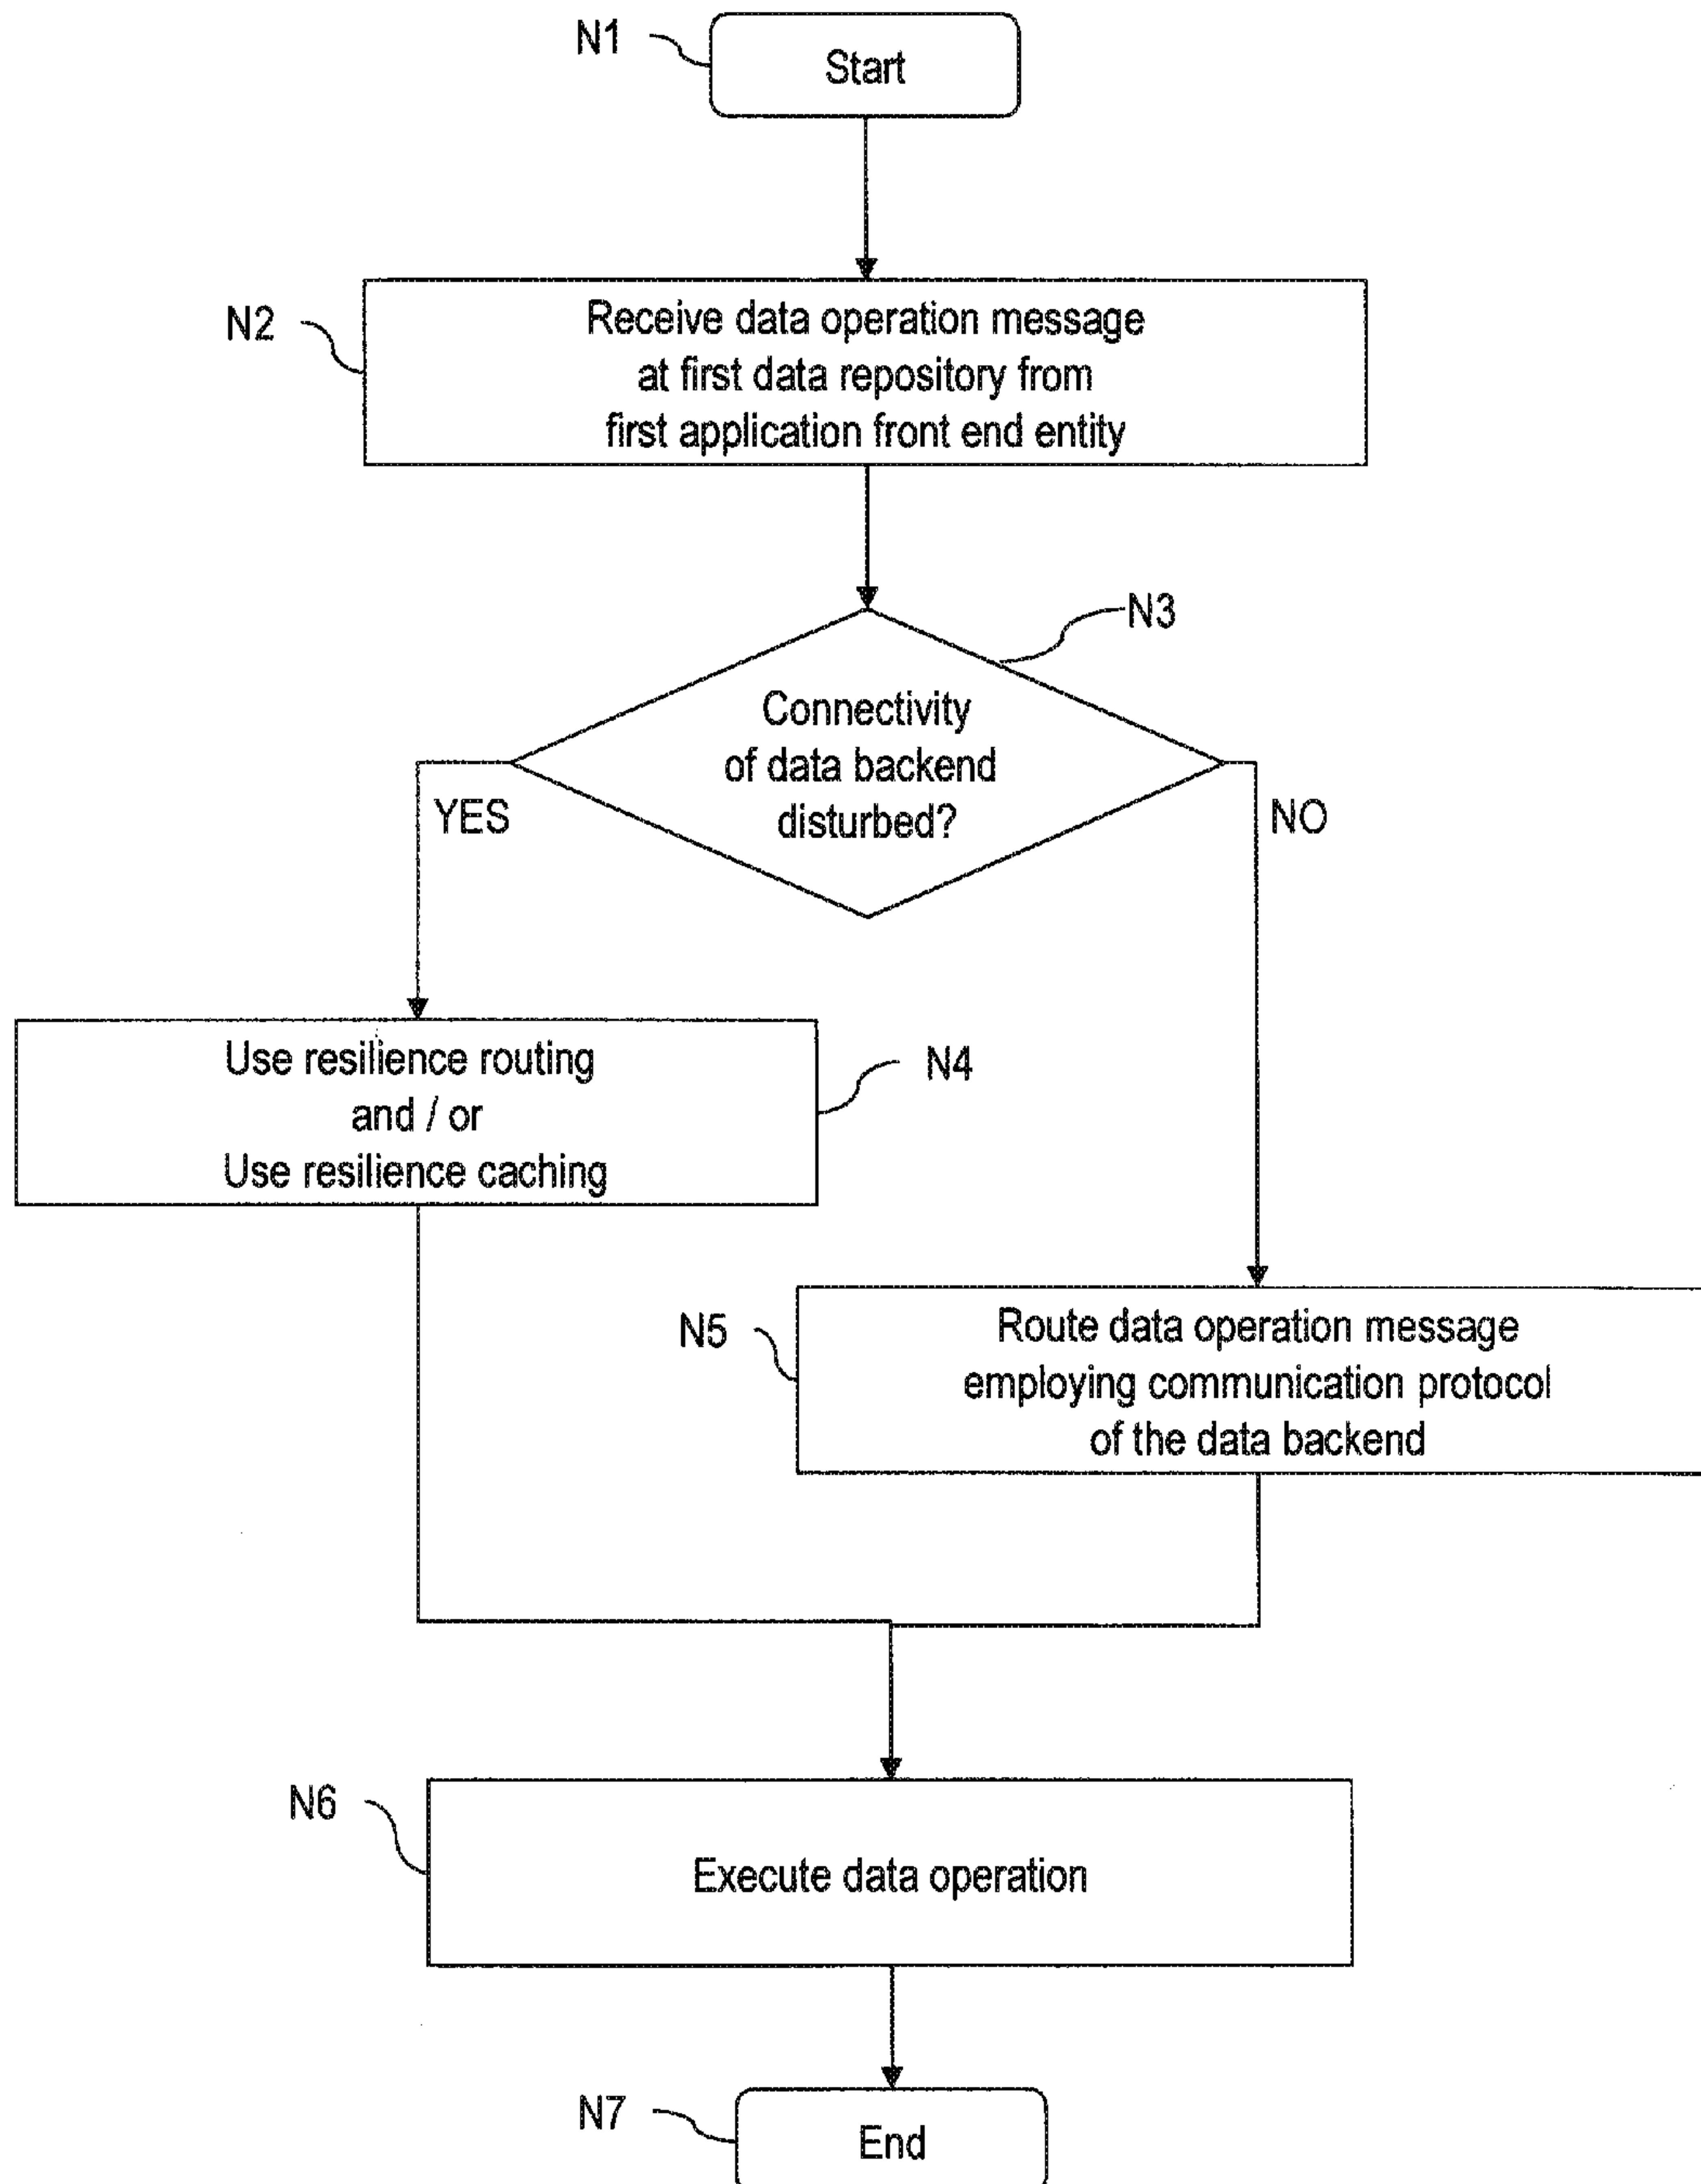 N1
Start
N2
Receive data operation message
at first data repository from
first application front end entity
N3
Connectivity
of data backend
disturbed?
YES
NO
Use resilience routing
and / or
Use resilience caching
N4
N5
Route data operation message
employing communication protocol
of the data backend
N6
Execute data operation
N7
End